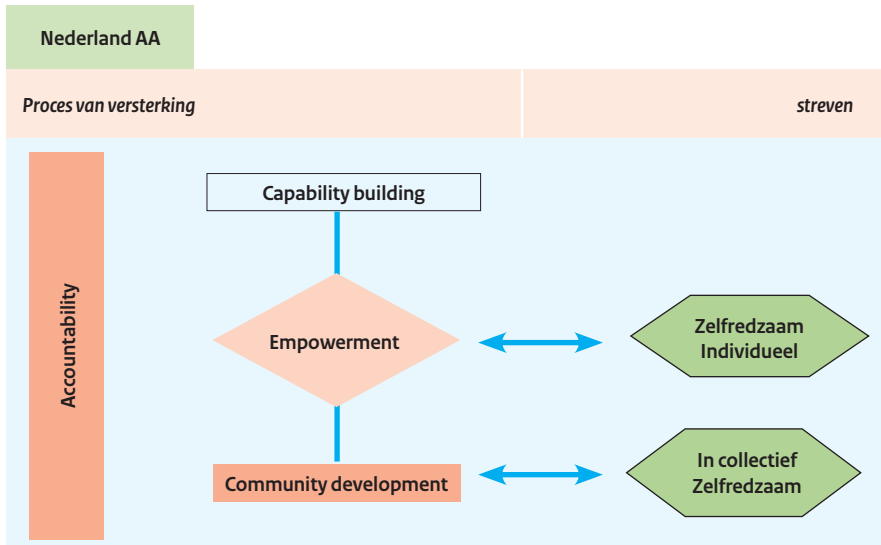 Nederland AA
Proces van versterking
streven
Accountability
Capability building
Empowerment
Zelfredzaam
Individueel
Community development
In collectief
Zelfredzaam